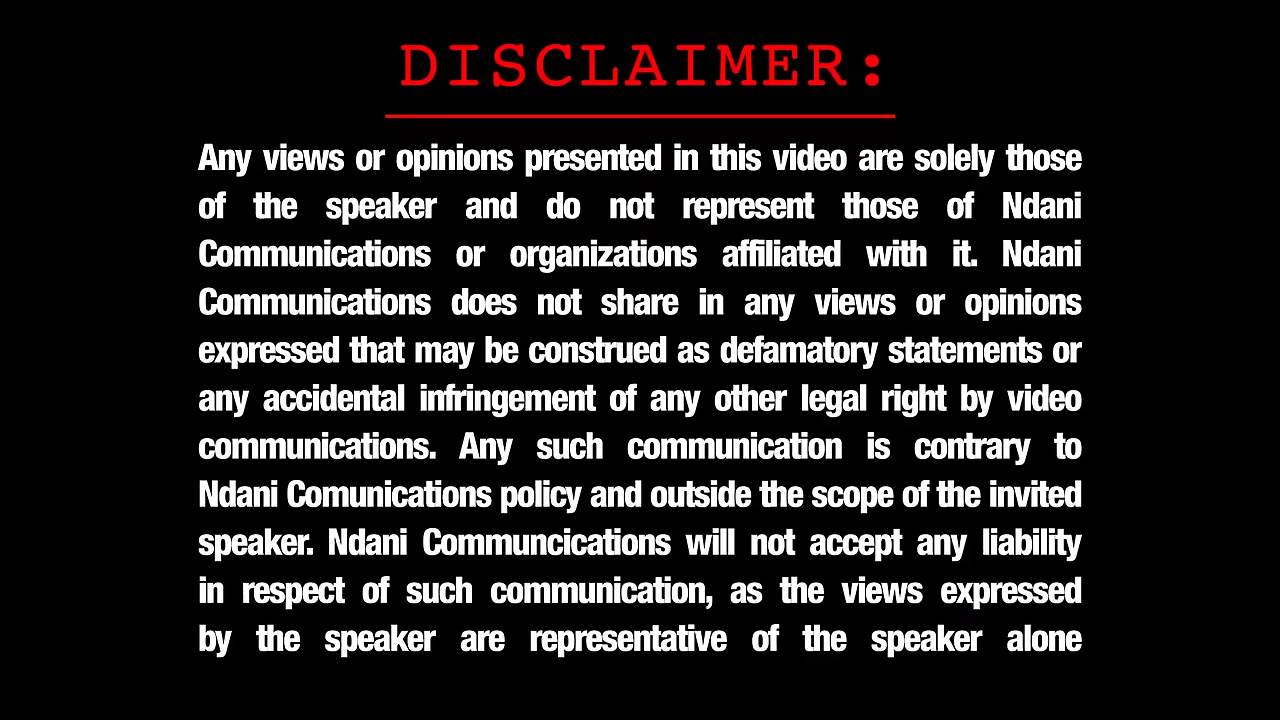 DISCLAIMER:
Any views or opinions presented in this video are solely those
of the speaker and do not represent those of Ndani
Communications or organizations affiliated with it. Ndani
Communications does not share in any views or opinions
expressed that may be construed as defamatory statements or
any accidental infringement of any other legal right by video
communications. Any such communication is contrary to
Ndani Comunications policy and outside the scope of the invited
speaker. Ndani Communcications will not accept any liability
in respect of such communication, as the views expressed
by the speaker are representative of the speaker alone